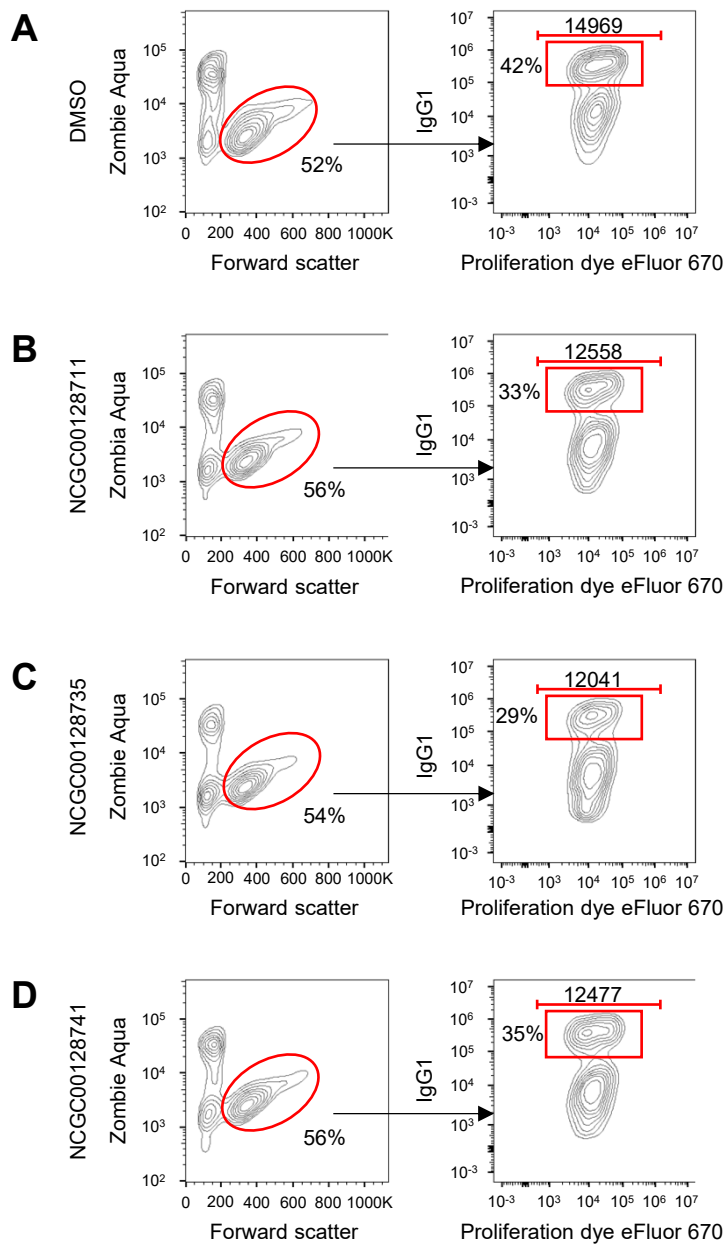 A
DMSO
Zombie Aqua
10⁵
10⁴
10³
10²
52%
0 200 400 600 800 1000K
Forward scatter
IgG1
10⁷
10⁶
10⁵
10⁴
10³
10⁻³
14969
42%
10⁻³ 10³ 10⁴ 10⁵ 10⁶ 10⁷
Proliferation dye eFluor 670
B
NCGC00128711
Zombia Aqua
10⁵
10⁴
10³
10²
56%
0 200 400 600 800 1000K
Forward scatter
IgG1
10⁷
10⁶
10⁵
10⁴
10³
10⁻³
12558
33%
10⁻³ 10³ 10⁴ 10⁵ 10⁶ 10⁷
Proliferation dye eFluor 670
C
NCGC00128735
Zombie Aqua
10⁵
10⁴
10³
10²
54%
0 200 400 600 800 1000K
Forward scatter
IgG1
10⁷
10⁶
10⁵
10⁴
10³
10⁻³
12041
29%
10⁻³ 10³ 10⁴ 10⁵ 10⁶ 10⁷
Proliferation dye eFluor 670
D
NCGC00128741
Zombie Aqua
10⁵
10⁴
10³
10²
56%
0 200 400 600 800 1000K
Forward scatter
IgG1
10⁷
10⁶
10⁵
10⁴
10³
10⁻³
12477
35%
10⁻³ 10³ 10⁴ 10⁵ 10⁶ 10⁷
Proliferation dye eFluor 670